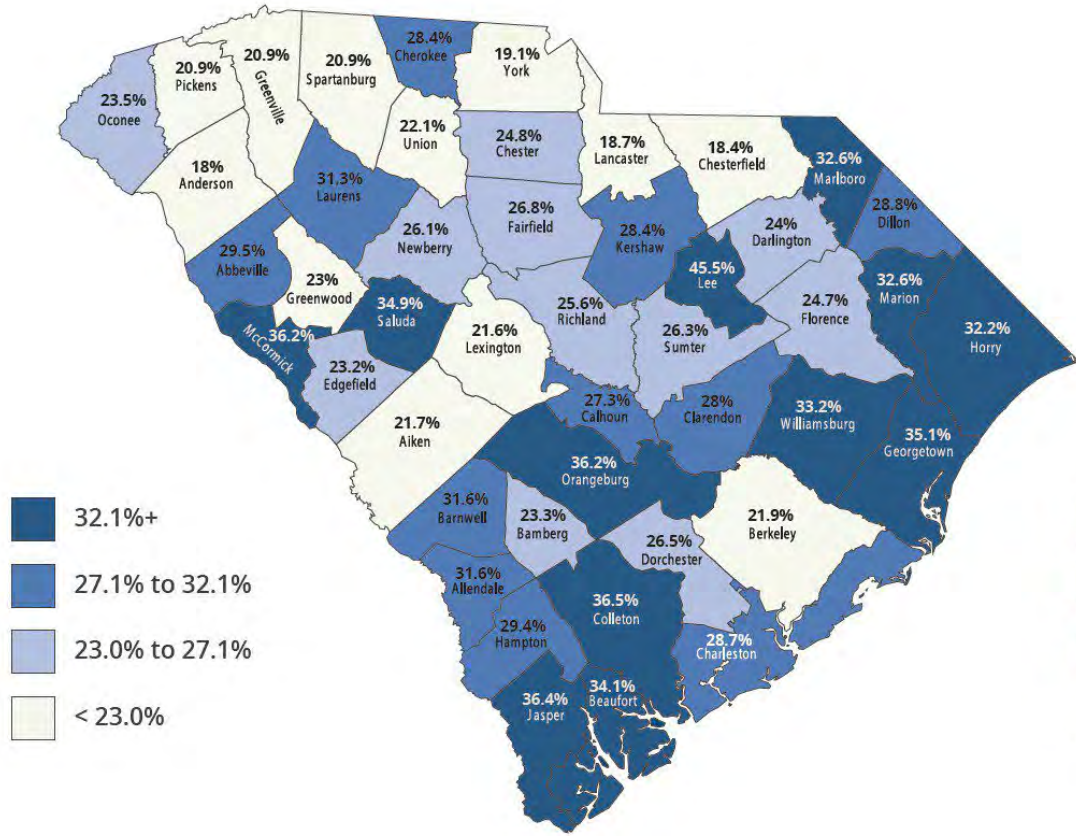 28.4%
Cherokee
19.1%
York
20.9%
Greenville
20.9%
Spartanburg
20.9%
Pickens
23.5%
Oconee
22.1%
Union
24.8%
Chester
18.7%
Lancaster
18.4%
Chesterfield
32.6%
Marlboro
18%
Anderson
31.3%
Laurens
26.8%
Fairfield
28.8%
Dillon
26.1%
Newberry
28.4%
Kershaw
24%
Darlington
29.5%
Abbeville
23%
Greenwood
45.5%
Lee
32.6%
Marion
34.9%
Saluda
25.6%
Richland
24.7%
Florence
36.2%
McCormick
21.6%
Lexington
26.3%
Sumter
32.2%
Horry
23.2%
Edgefield
27.3%
Calhoun
28%
Clarendon
33.2%
Williamsburg
21.7%
Aiken
35.1%
Georgetown
36.2%
Orangeburg
31.6%
Barnwell
23.3%
Bamberg
21.9%
Berkeley
26.5%
Dorchester
31.6%
Allendale
36.5%
Colleton
29.4%
Hampton
28.7%
Charleston
36.4%
Jasper
34.1%
Beaufort
32.1%+
27.1% to 32.1%
23.0% to 27.1%
< 23.0%